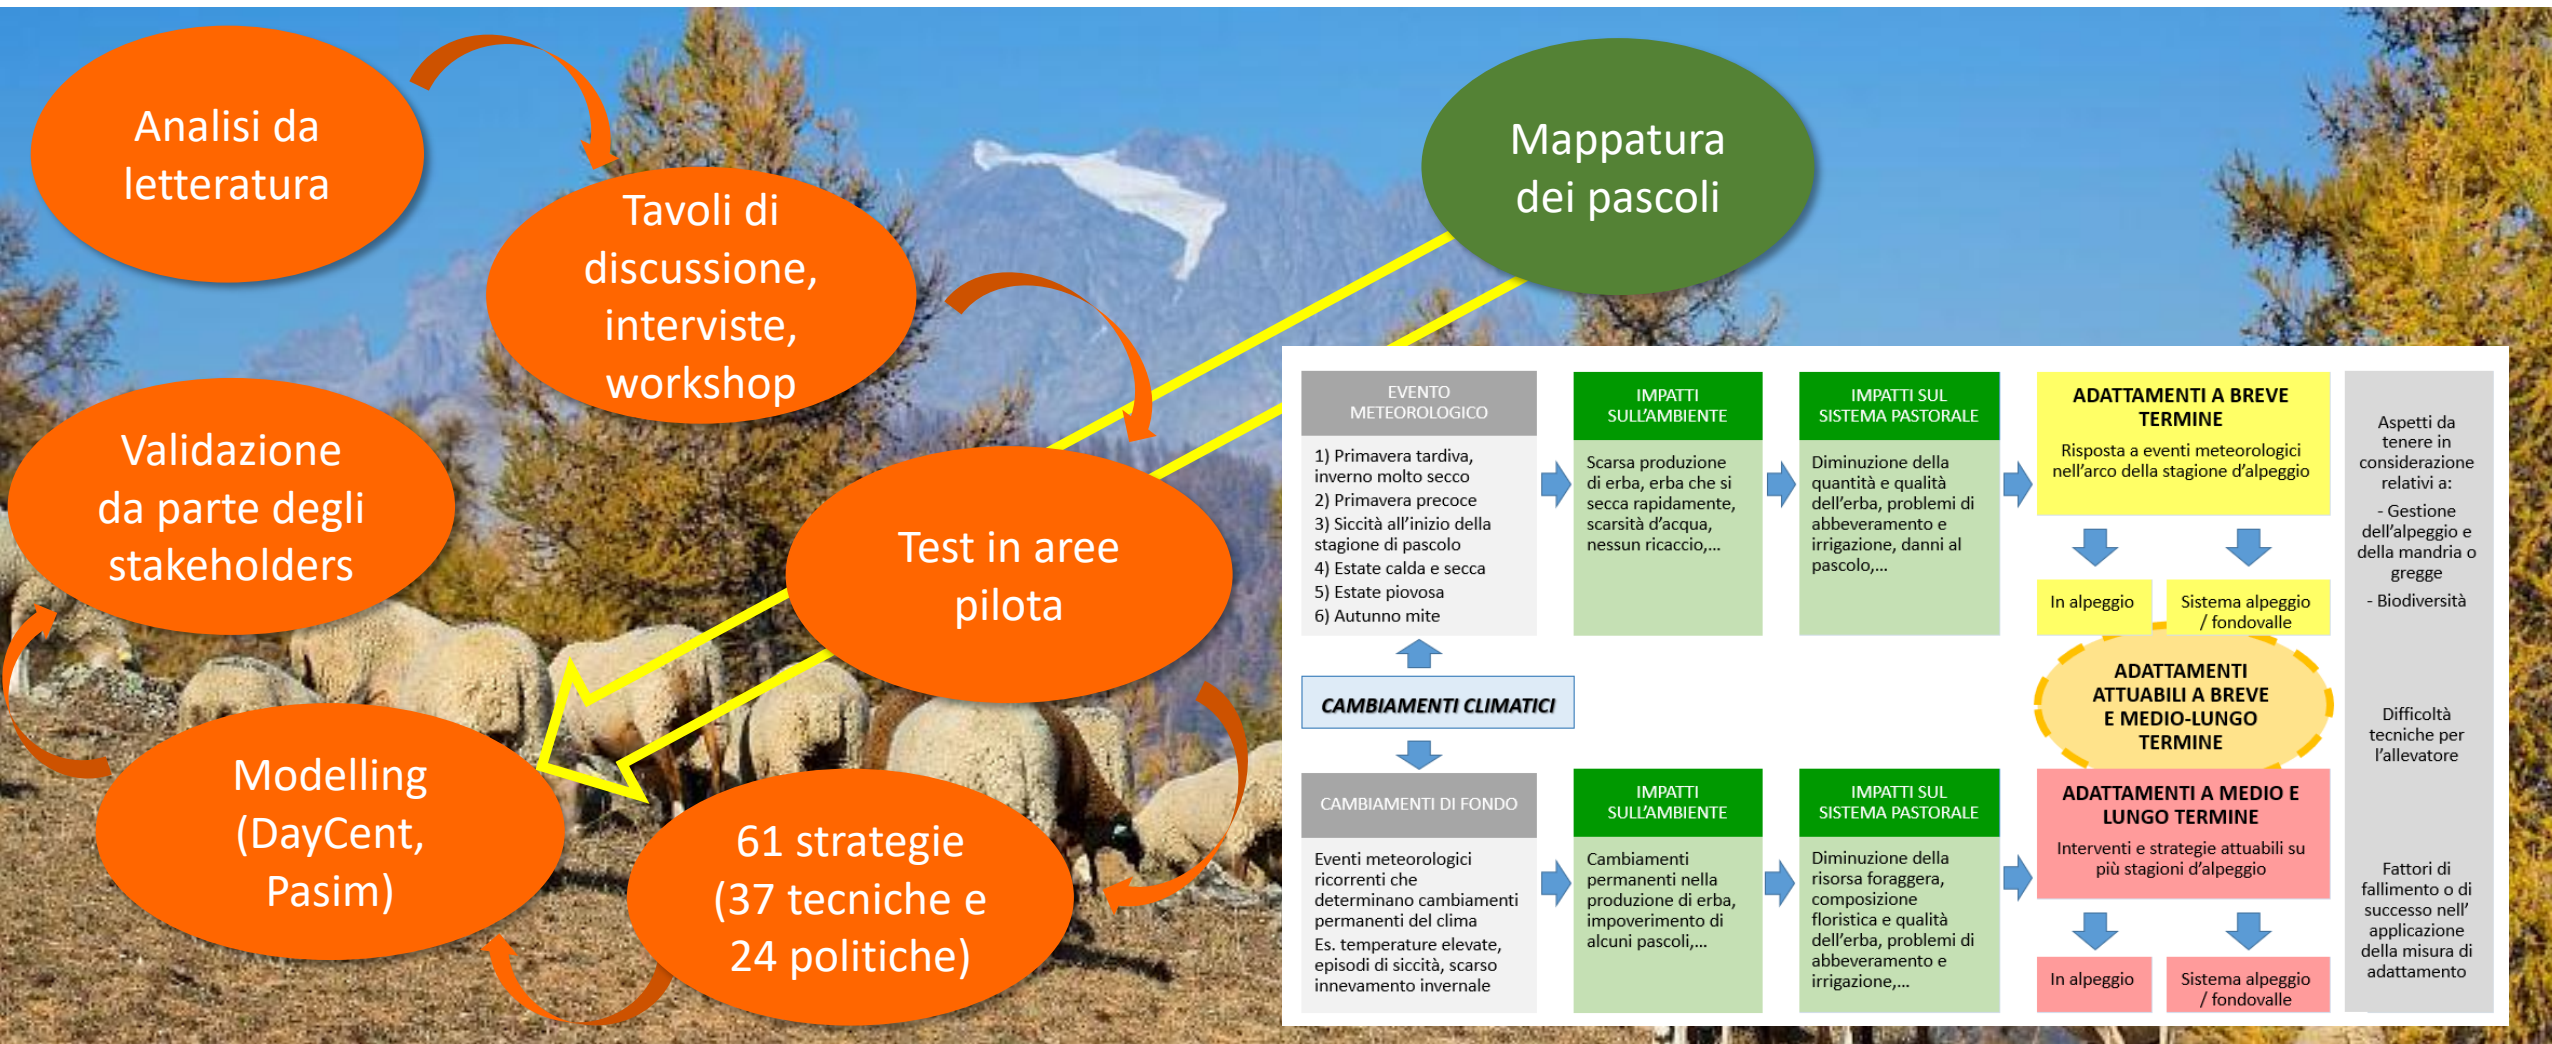 Analisi da
letteratura
Tavoli di
discussione,
interviste,
workshop
Mappatura
dei pascoli
Validazione
da parte degli
stakeholders
Test in aree
pilota
Modelling
(DayCent,
Pasim)
61 strategie
(37 tecniche e
24 politiche)
EVENTO
METEOROLOGICO
1) Primavera tardiva,
inverno molto secco
2) Primavera precoce
3) Siccità all'inizio della
stagione di pascolo
4) Estate calda e secca
5) Estate piovosa
6) Autunno mite
IMPATTI
SULL'AMBIENTE
Scarsa produzione
di erba, erba che si
secca rapidamente,
scarsità d'acqua,
nessun ricaccio,...
IMPATTI SUL
SISTEMA PASTORALE
Diminuzione della
quantità e qualità
dell'erba, problemi di
abbeveramento e
irrigazione, danni al
pascolo,...
ADATTAMENTI A BREVE
TERMINE
Risposta a eventi meteorologici
nell'arco della stagione d'alpeggio
In alpeggio
Sistema alpeggio
/ fondovalle
CAMBIAMENTI CLIMATICI
ADATTAMENTI
ATTUABILI A BREVE
E MEDIO-LUNGO
TERMINE
CAMBIAMENTI DI FONDO
Eventi meteorologici
ricorrenti che
determinano cambiamenti
permanenti del clima
Es. temperature elevate,
episodi di siccità, scarso
innevamento invernale
IMPATTI
SULL'AMBIENTE
Cambiamenti
permanenti nella
produzione di erba,
impoverimento di
alcuni pascoli,...
IMPATTI SUL
SISTEMA PASTORALE
Diminuzione della
risorsa foraggera,
composizione
floristica e qualità
dell'erba, problemi di
abbeveramento e
irrigazione,...
ADATTAMENTI A MEDIO E
LUNGO TERMINE
Interventi e strategie attuabili su
più stagioni d'alpeggio
In alpeggio
Sistema alpeggio
/ fondovalle
Aspetti da
tenere in
considerazione
relativi a:
- Gestione
dell'alpeggio e
della mandria o
gregge
- Biodiversità
Difficoltà
tecniche per
l'allevatore
Fattori di
fallimento o di
successo nell'
applicazione
della misura di
adattamento